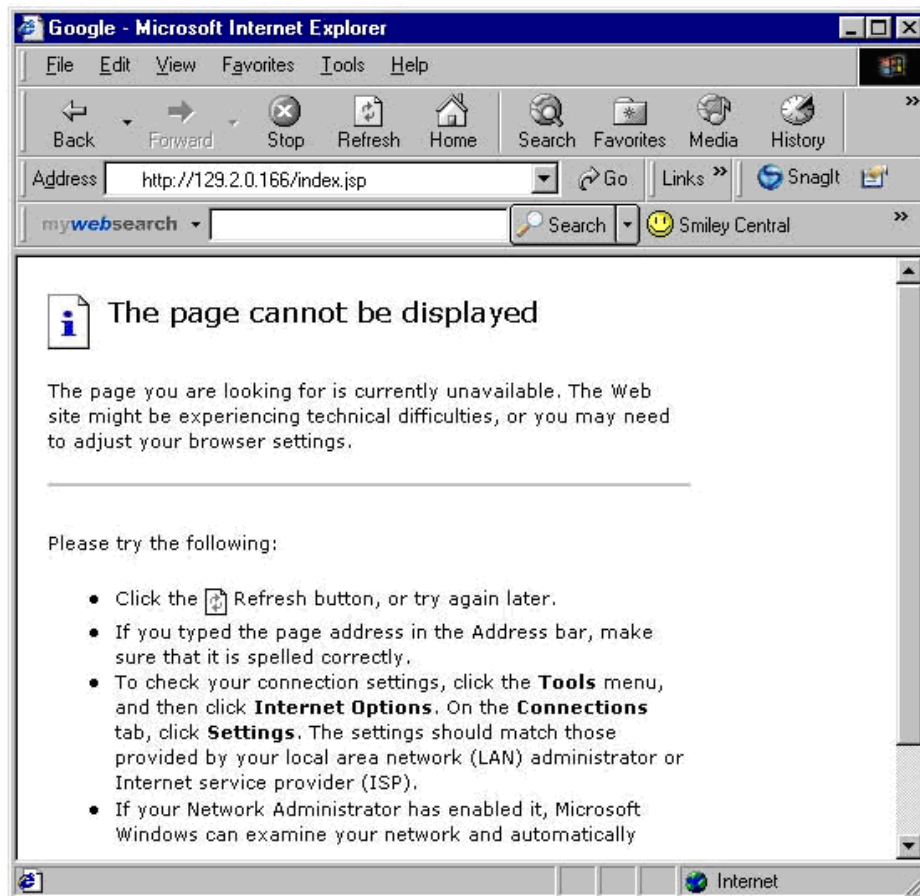 Google - Microsoft Internet Explorer
File Edit View Favorites Tools Help
Back Forward Stop Refresh Home Search Favorites Media History »
Address http://129.2.0.166/index.jsp Go Links » SnagIt
mywebsearch Search Smiley Central »
The page cannot be displayed
The page you are looking for is currently unavailable. The Web
site might be experiencing technical difficulties, or you may need
to adjust your browser settings.
Please try the following:
• Click the Refresh button, or try again later.
• If you typed the page address in the Address bar, make
sure that it is spelled correctly.
• To check your connection settings, click the Tools menu,
and then click Internet Options. On the Connections
tab, click Settings. The settings should match those
provided by your local area network (LAN) administrator or
Internet service provider (ISP).
• If your Network Administrator has enabled it, Microsoft
Windows can examine your network and automatically
Internet